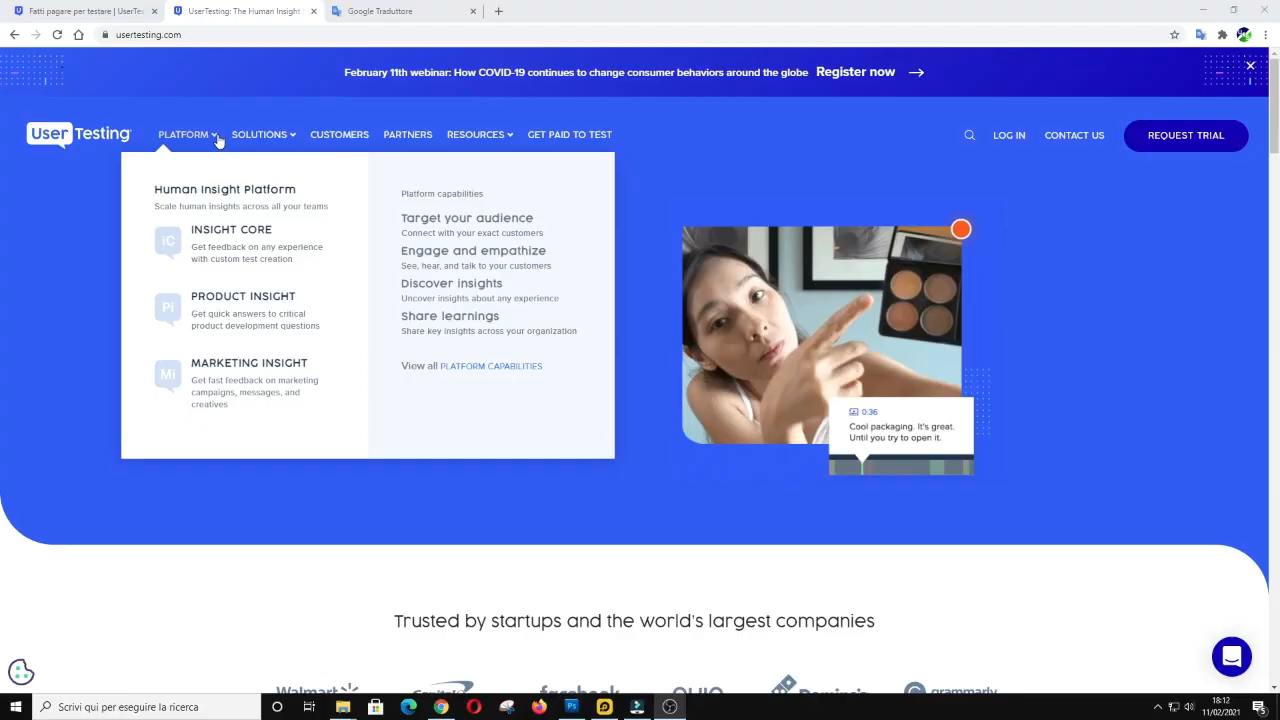 Fatti pagare per testare | UserTes
UserTesting: The Human Insight
Google Traduttore
usertesting.com
February 11th webinar: How COVID-19 continues to change consumer behaviors around the globe Register now
UserTesting
PLATFORM
SOLUTIONS
CUSTOMERS
PARTNERS
RESOURCES
GET PAID TO TEST
LOG IN
CONTACT US
REQUEST TRIAL
Human Insight Platform
Scale human insights across all your teams
iC
INSIGHT CORE
Get feedback on any experience
with custom test creation
Pi
PRODUCT INSIGHT
Get quick answers to critical
product development questions
Mi
MARKETING INSIGHT
Get fast feedback on marketing
campaigns, messages, and
creatives
Platform capabilities
Target your audience
Connect with your exact customers
Engage and empathize
See, hear, and talk to your customers
Discover insights
Uncover insights about any experience
Share learnings
Share key insights across your organization
View all PLATFORM CAPABILITIES
0:36
Cool packaging. It's great.
Until you try to open it.
Trusted by startups and the world's largest companies
Walmart
facebook
grammarly
Scrivi qui per eseguire la ricerca
18:12
11/02/2021